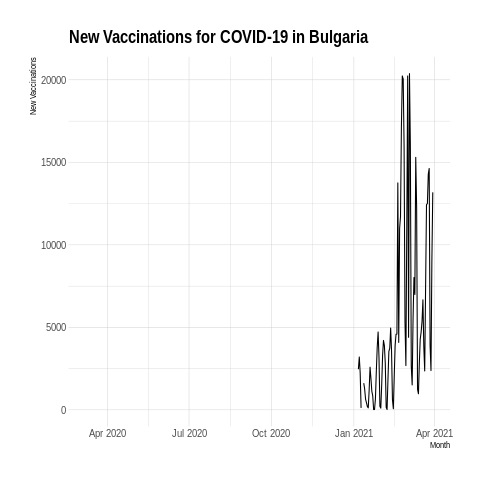 New Vaccinations for COVID-19 in Bulgaria
New Vaccinations
20000
15000
10000
5000
0
Apr 2020 Jul 2020 Oct 2020 Jan 2021 Apr 2021
Month